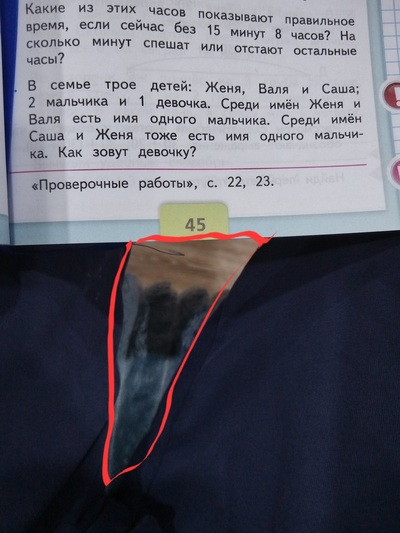 Какие из этих часов показывают правильное
время, если сейчас без 15 минут 8 часов? На
сколько минут спешат или отстают остальные
часы?
В семье трое детей: Женя, Валя и Саша;
2 мальчика и 1 девочка. Среди имён Женя и
Валя есть имя одного мальчика. Среди имён
Саша и Женя тоже есть имя одного мальчи-
ка. Как зовут девочку?
«Проверочные работы», с. 22, 23.
45
!